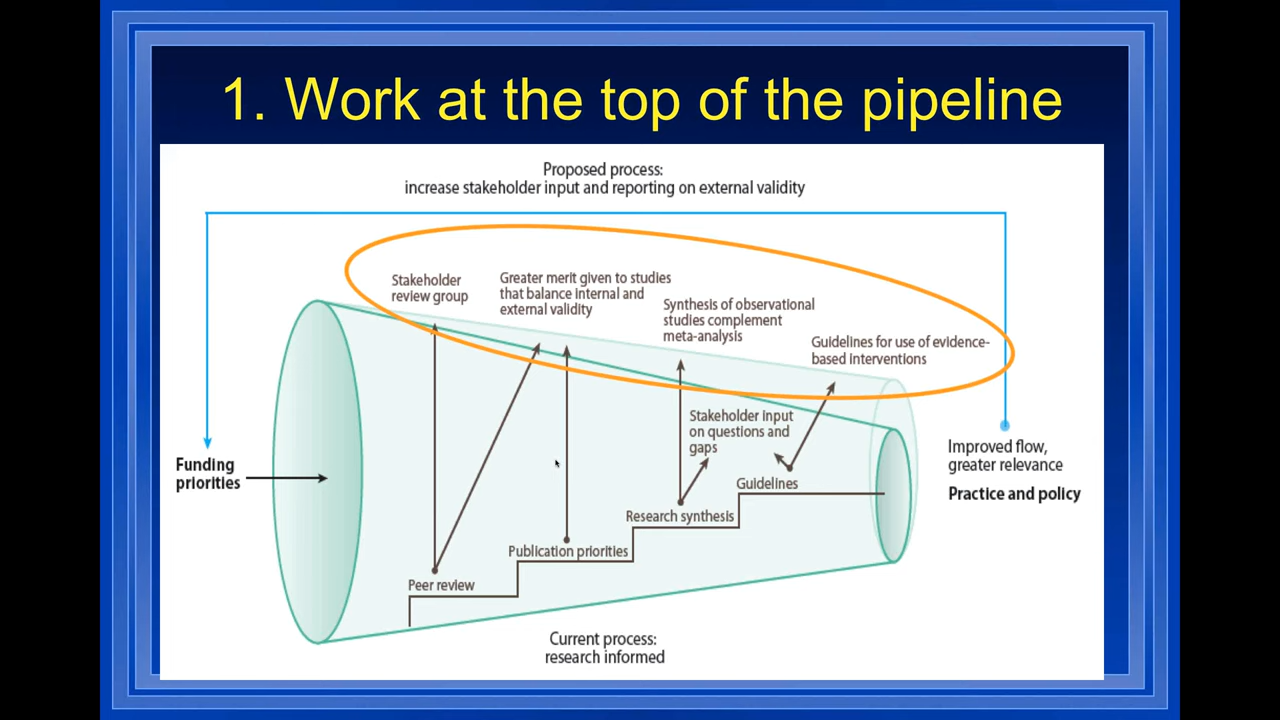 1. Work at the top of the pipeline
Proposed process:
increase stakeholder input and reporting on external validity
Stakeholder
review group
Greater merit given to studies
that balance internal and
external validity
Synthesis of observational
studies complement
meta-analysis
Guidelines for use of evidence-
based interventions
Stakeholder input
on questions and
gaps
Funding
priorities
Improved flow,
greater relevance
Practice and policy
Guidelines
Research synthesis
Publication priorities
Peer review
Current process:
research informed